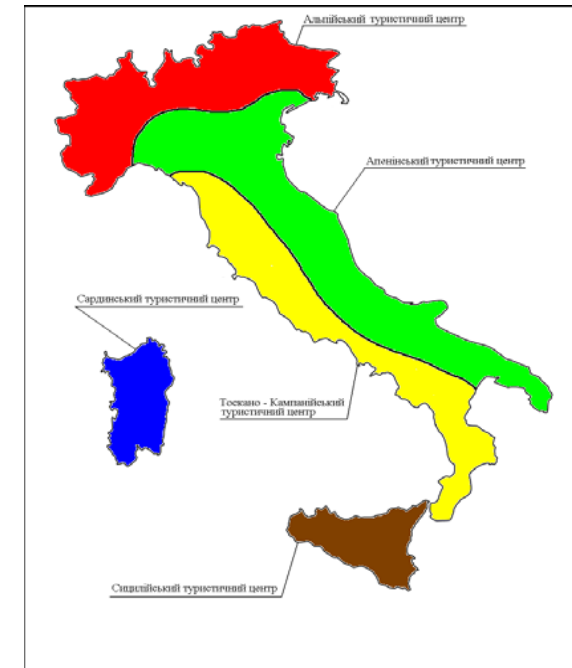 Альпійський туристичний центр
Апенінський туристичний центр
Сардинський туристичний центр
Тоскано - Кампанійський
туристичний центр
Сицилійський туристичний центр